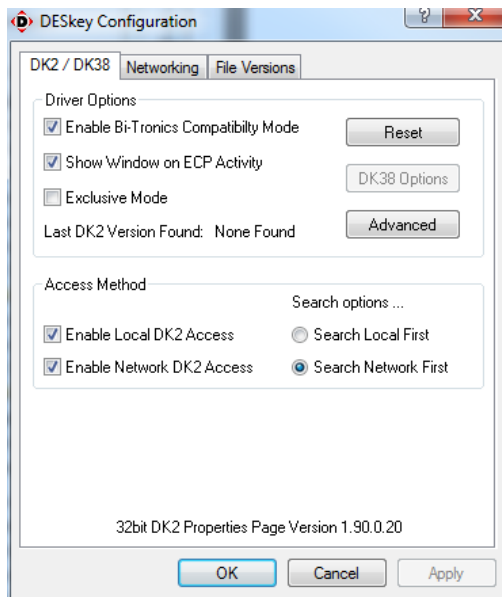 DESkey Configuration
DK2 / DK38
Networking
File Versions
Driver Options
Enable Bi-Tronics Compatibilty Mode
Reset
Show Window on ECP Activity
DK38 Options
Exclusive Mode
Last DK2 Version Found: None Found
Advanced
Access Method
Search options ...
Enable Local DK2 Access
Search Local First
Enable Network DK2 Access
Search Network First
32bit DK2 Properties Page Version 1.90.0.20
OK
Cancel
Apply